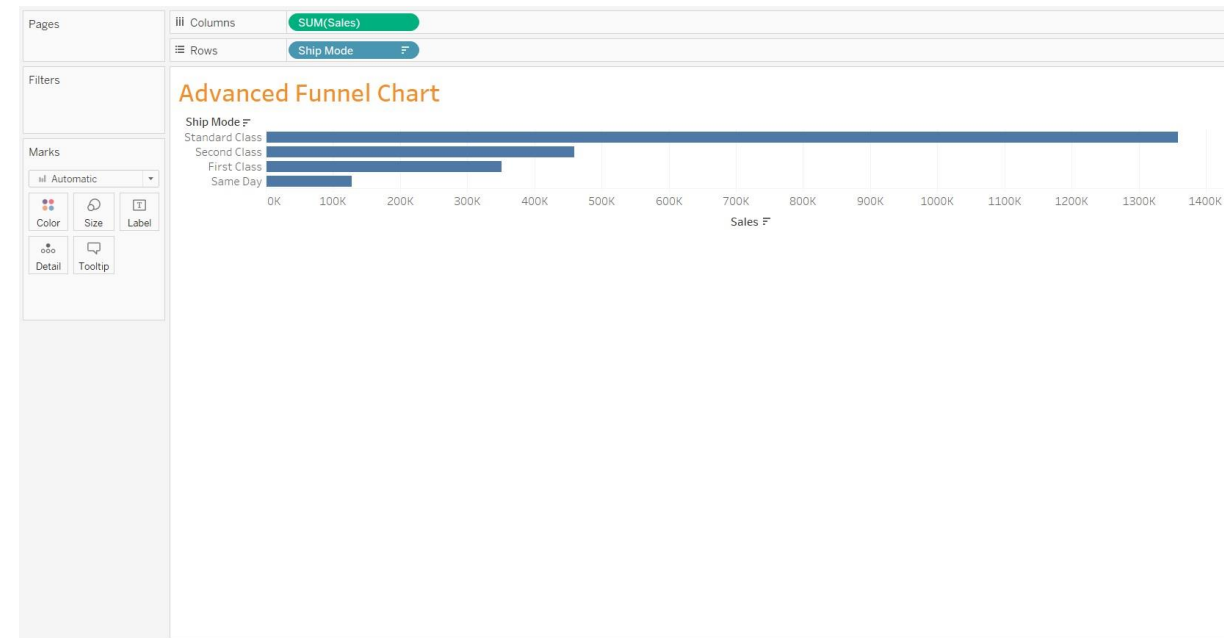 Pages
Columns SUM(Sales)
Rows Ship Mode
Filters
Advanced Funnel Chart
Ship Mode
Standard Class
Second Class
First Class
Same Day
0K 100K 200K 300K 400K 500K 600K 700K 800K 900K 1000K 1100K 1200K 1300K 1400K
Sales
Marks
Automatic
Color Size T Label
Detail Tooltip